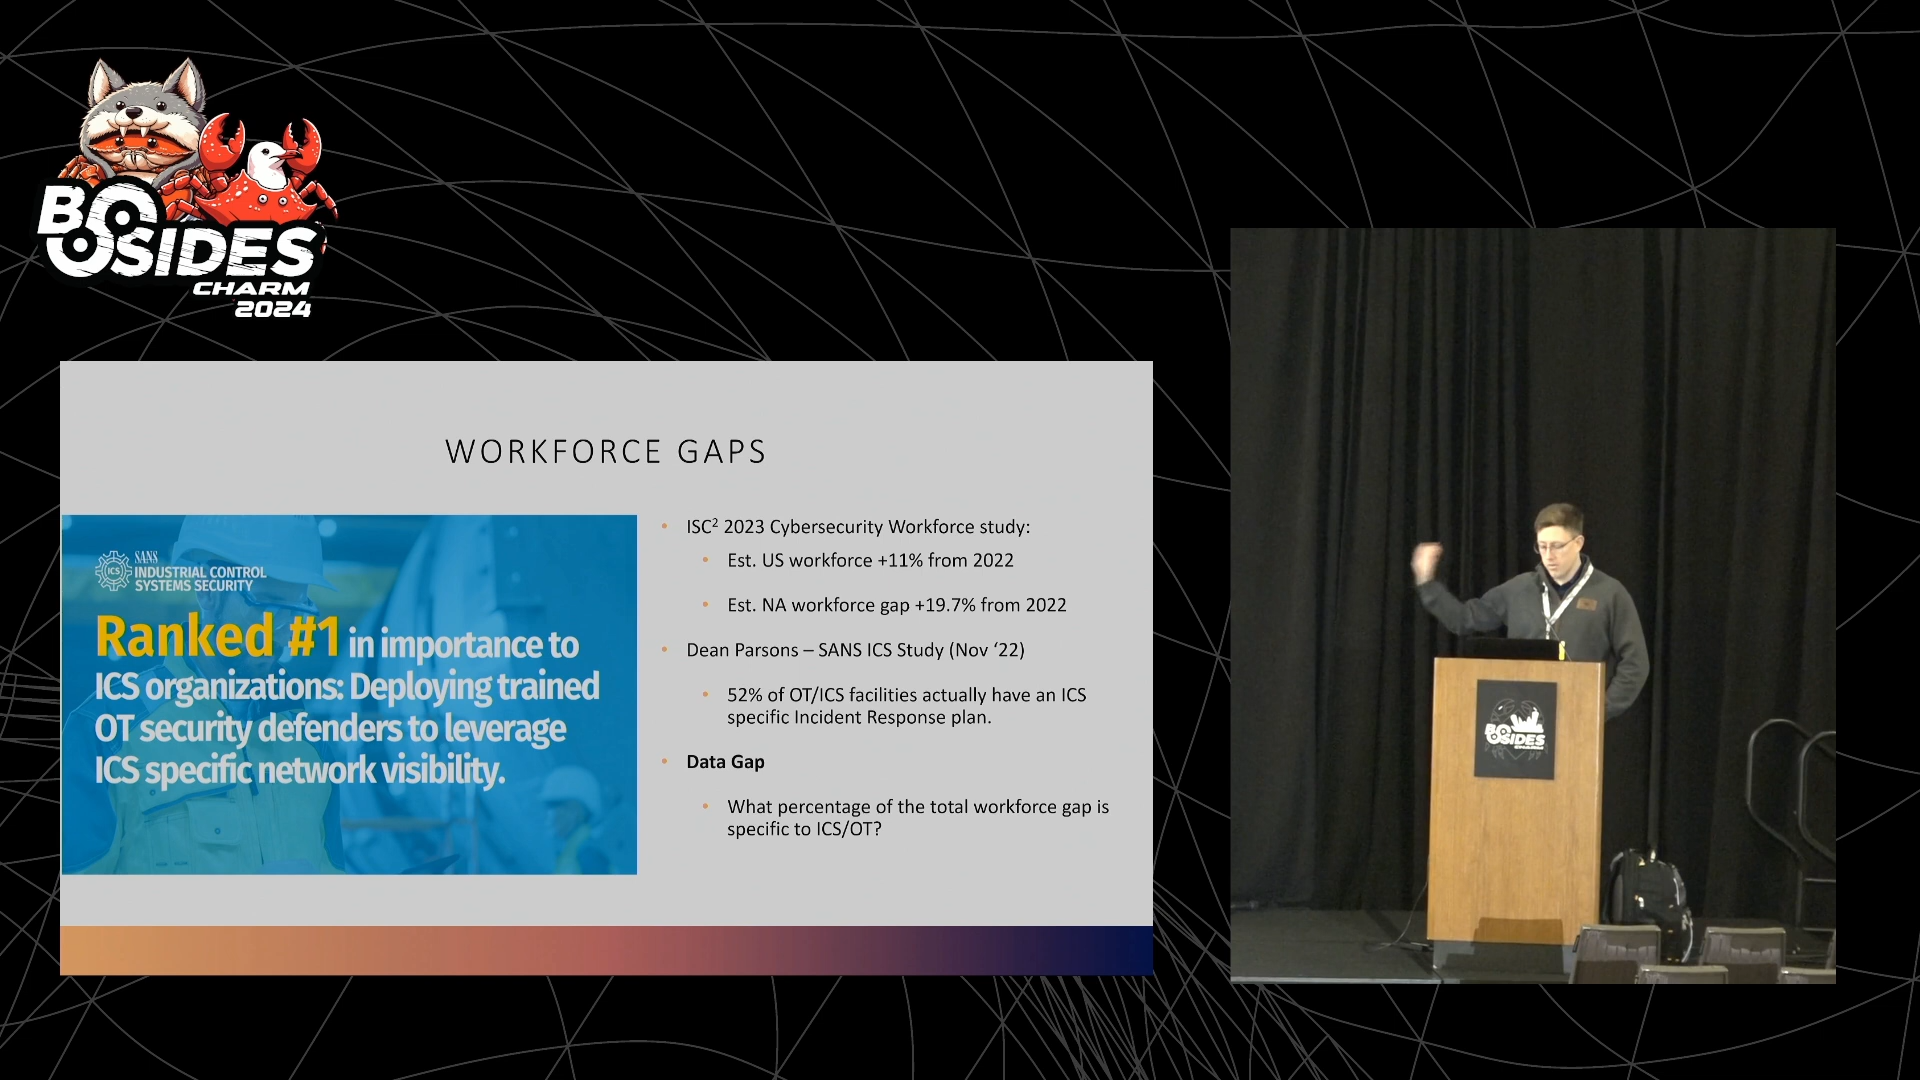 BSIDES
CHARM
2024
WORKFORCE GAPS
SANS
ICS
INDUSTRIAL CONTROL
SYSTEMS SECURITY
Ranked #1 in importance to
ICS organizations: Deploying trained
OT security defenders to leverage
ICS specific network visibility.
• ISC² 2023 Cybersecurity Workforce study:
• Est. US workforce +11% from 2022
• Est. NA workforce gap +19.7% from 2022
• Dean Parsons – SANS ICS Study (Nov ‘22)
• 52% of OT/ICS facilities actually have an ICS
specific Incident Response plan.
• Data Gap
• What percentage of the total workforce gap is
specific to ICS/OT?
BSIDES
CHARM